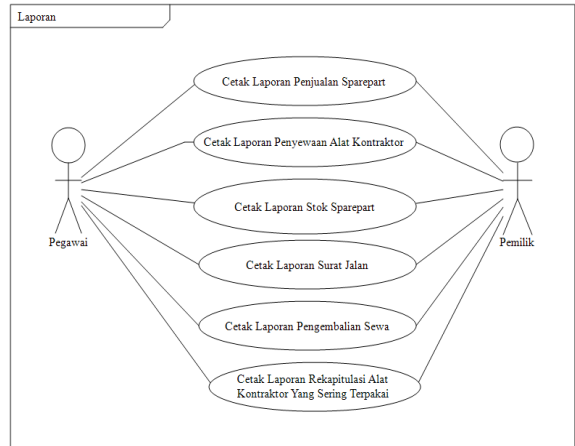 Laporan
Cetak Laporan Penjualan Sparepart
Cetak Laporan Penyewaan Alat Kontraktor
Cetak Laporan Stok Sparepart
Pegawai
Pemilik
Cetak Laporan Surat Jalan
Cetak Laporan Pengembalian Sewa
Cetak Laporan Rekapitulasi Alat
Kontraktor Yang Sering Terpakai